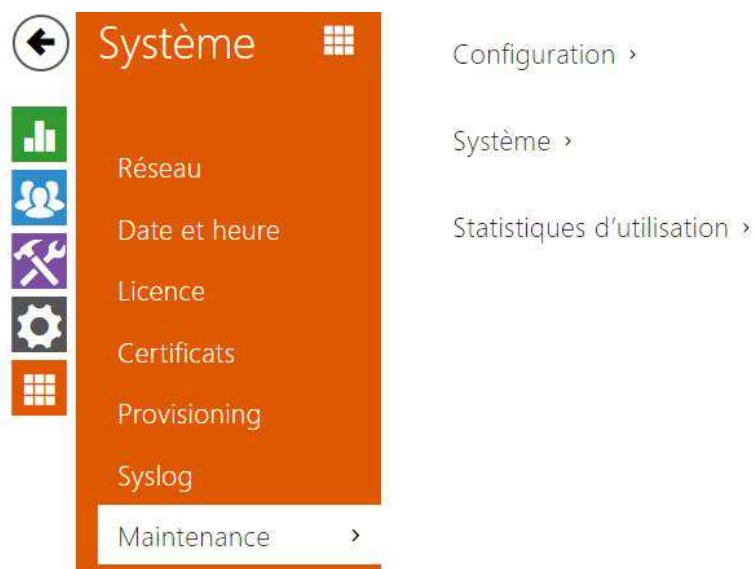 Système
Réseau
Date et heure
Licence
Certificats
Provisioning
Syslog
Maintenance ›
Configuration ›
Système ›
Statistiques d’utilisation ›